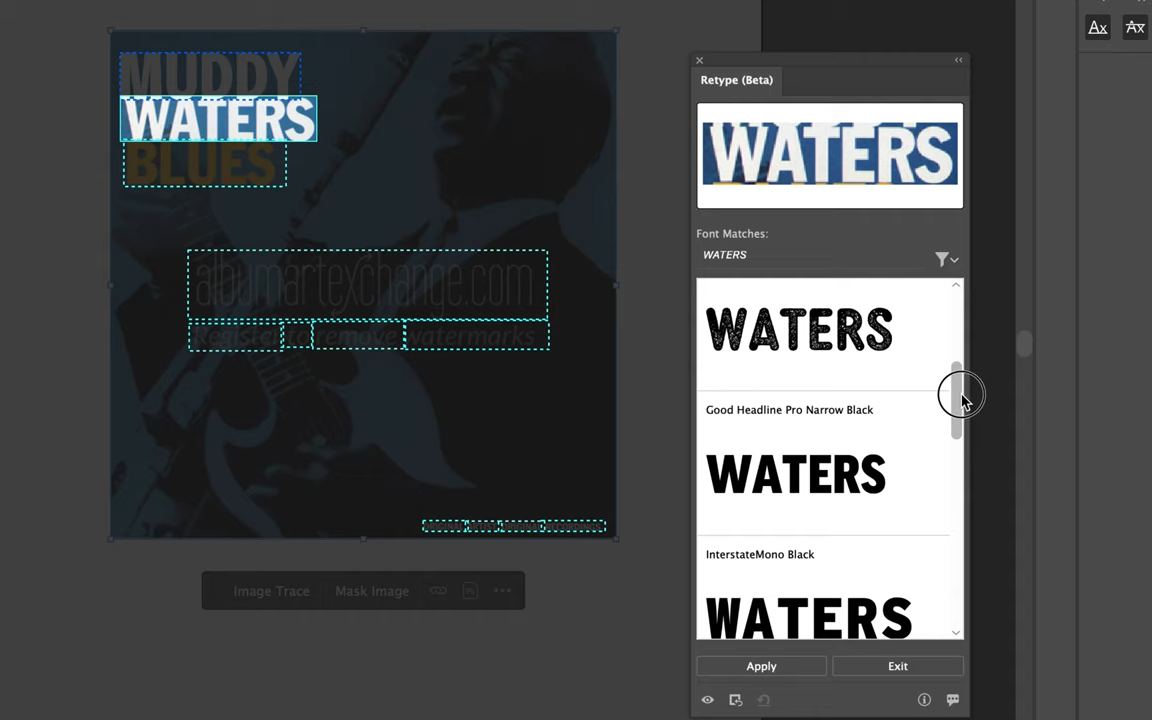 Ax
Retype (Beta)
MUDDY
WATERS
BLUES
WATERS
Font Matches:
WATERS
WATERS
albumartexchange.com
Register to remove watermarks
Good Headline Pro Narrow Black
WATERS
InterstateMono Black
WATERS
Image Trace
Mask Image
Apply
Exit